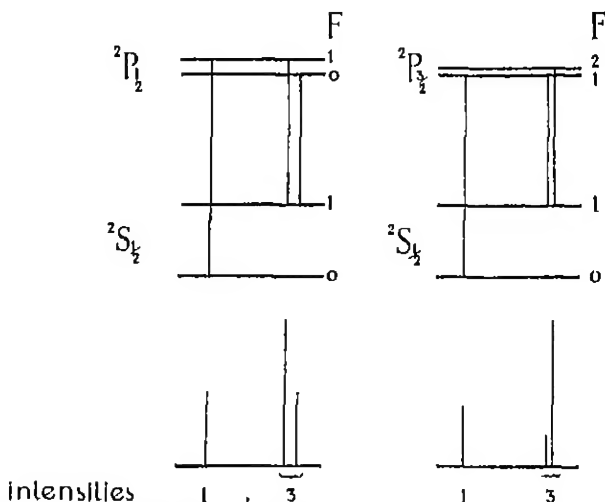 F F
²P½ 1 ²P3/2 2
0 1
1 1
²S½ ²S½
0 0
intensities 1 3 1 3